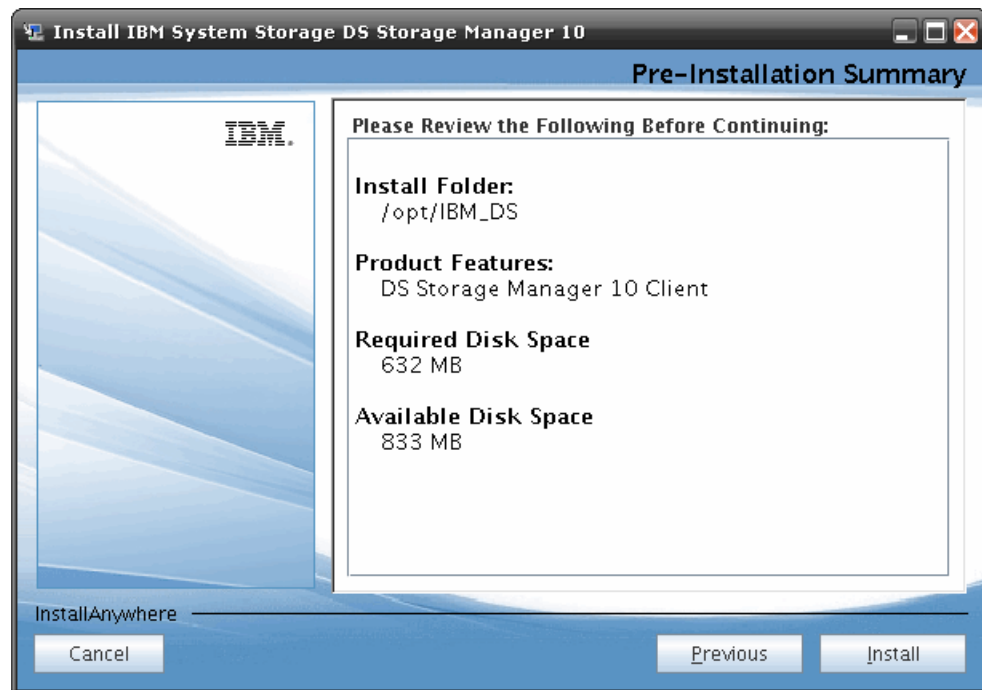 Install IBM System Storage DS Storage Manager 10
Pre-Installation Summary
IBM.
Please Review the Following Before Continuing:
Install Folder:
/opt/IBM_DS
Product Features:
DS Storage Manager 10 Client
Required Disk Space
632 MB
Available Disk Space
833 MB
InstallAnywhere
Cancel
Previous
Install